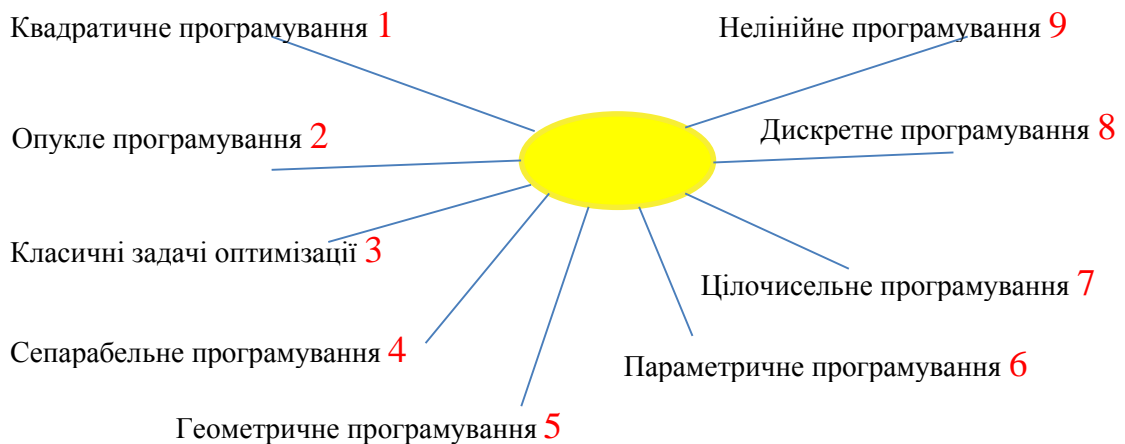 Квадратичне програмування 1
Нелінійне програмування 9
Опукле програмування 2
Дискретне програмування 8
Класичні задачі оптимізації 3
Цілочисельне програмування 7
Сепарабельне програмування 4
Параметричне програмування 6
Геометричне програмування 5